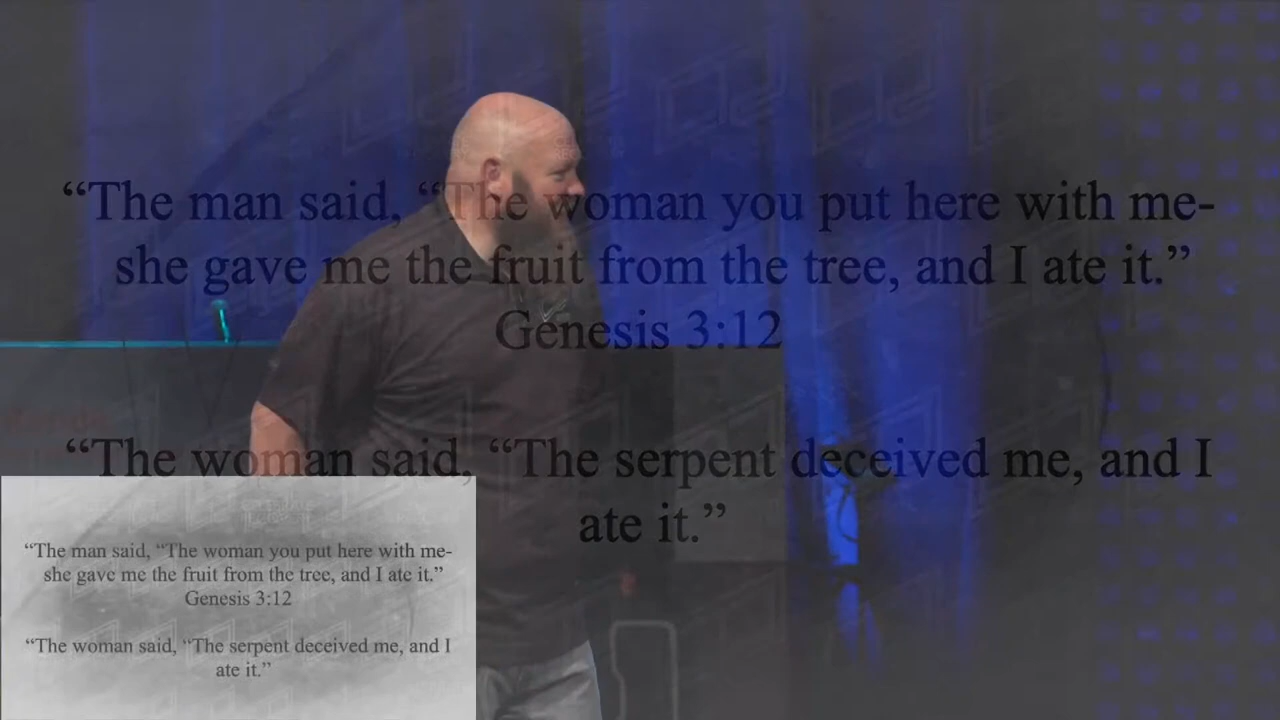 “The man said, “The woman you put here with me-
she gave me the fruit from the tree, and I ate it.”
Genesis 3:12
“The woman said, “The serpent deceived me, and I
ate it.”
“The man said, “The woman you put here with me-
she gave me the fruit from the tree, and I ate it.”
Genesis 3:12
“The woman said, “The serpent deceived me, and I
ate it.”